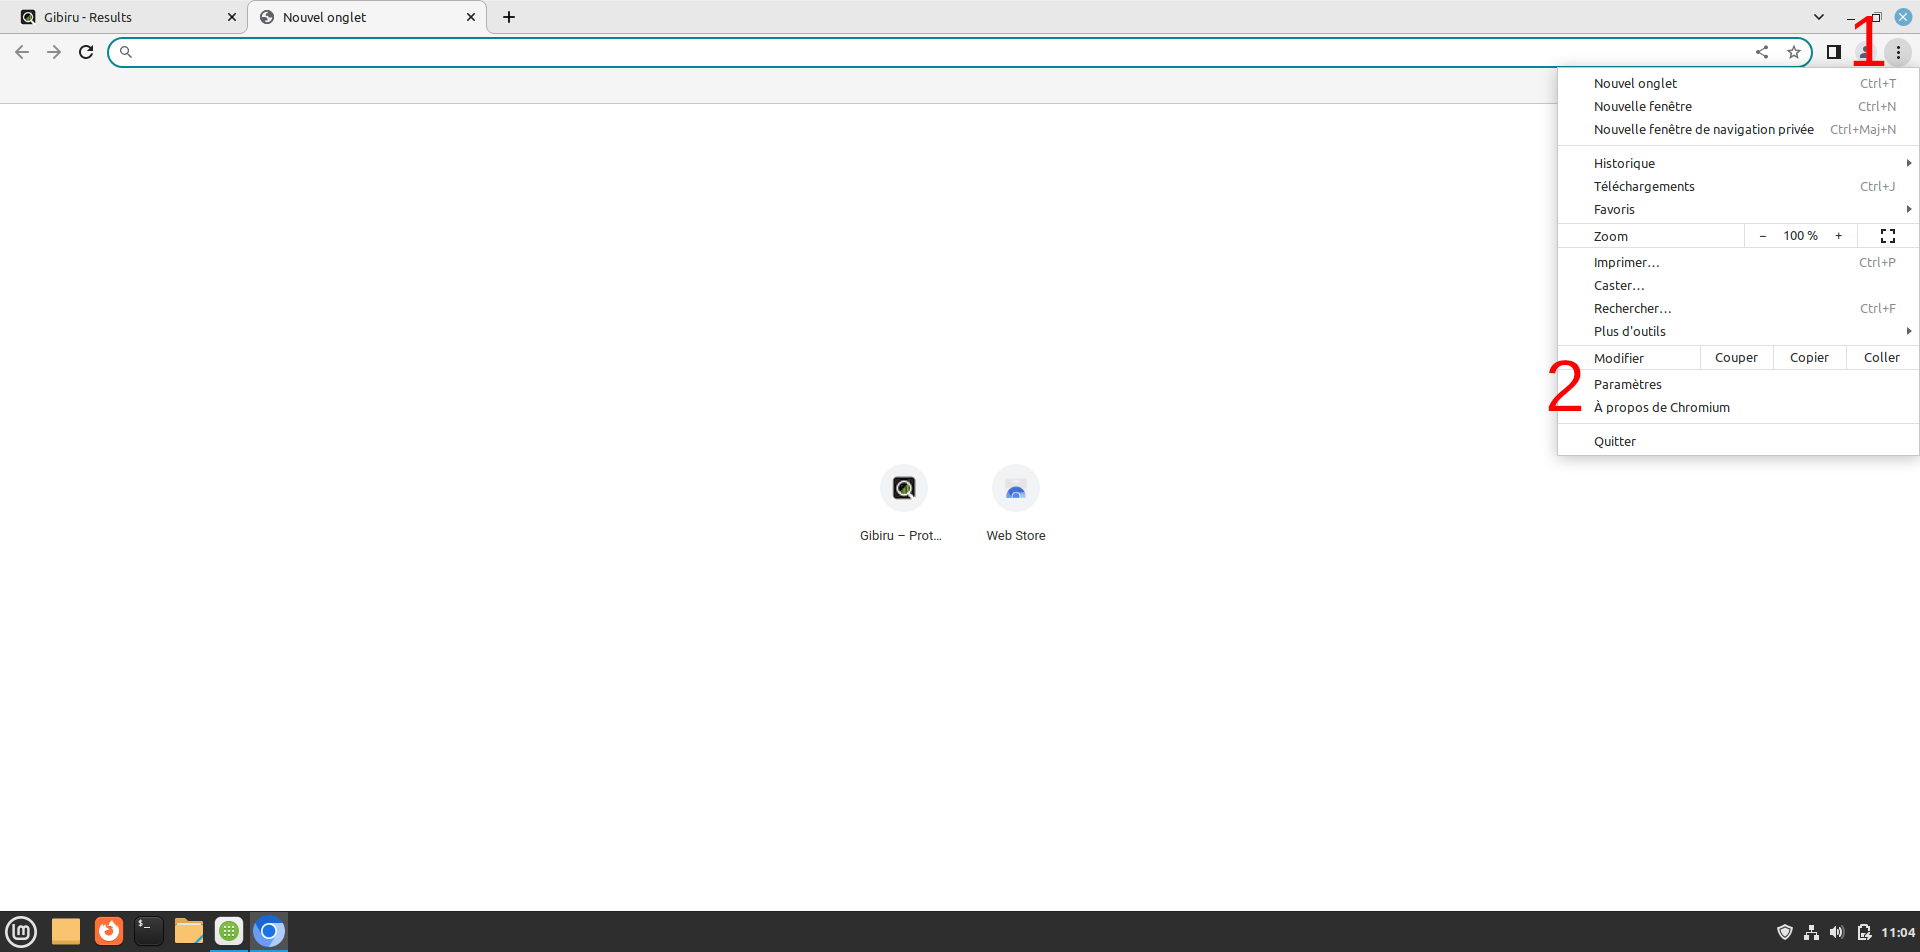 Gibiru - Results
Nouvel onglet
1
Nouvel onglet Ctrl+T
Nouvelle fenêtre Ctrl+N
Nouvelle fenêtre de navigation privée Ctrl+Maj+N
Historique
Téléchargements Ctrl+J
Favoris
Zoom − 100 % +
Imprimer… Ctrl+P
Caster…
Rechercher… Ctrl+F
Plus d'outils
Modifier Couper Copier Coller
2
Paramètres
À propos de Chromium
Quitter
Gibiru – Prot…
Web Store
$_
lm
11:04